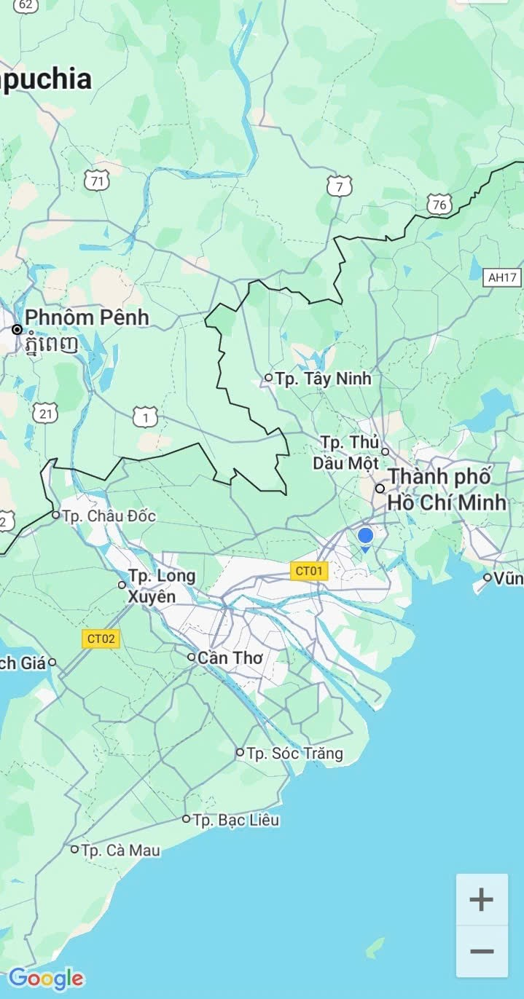 62
npuchia
71
7
76
AH17
Phnôm Pênh
ភ្នំពេញ
Tp. Tây Ninh
21
1
Tp. Thủ
Dầu Một
Thành phố
Hồ Chí Minh
2
Tp. Châu Đốc
CT01
Tp. Long
Xuyên
Vũn
CT02
Cần Thơ
ch Giá
Tp. Sóc Trăng
Tp. Bạc Liêu
Tp. Cà Mau
+
−
Google